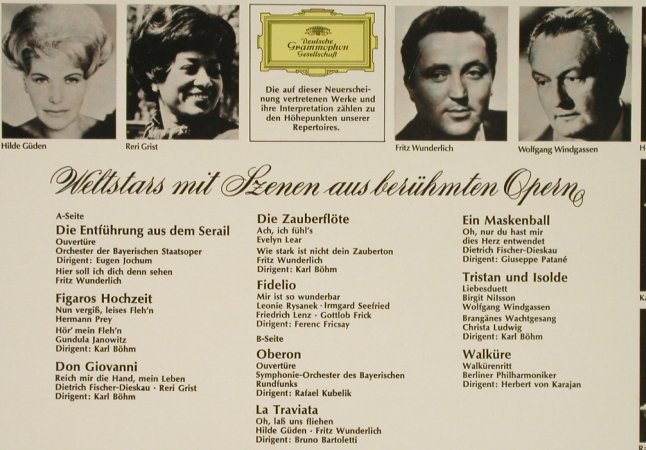 Deutsche
Grammophon
Gesellschaft
Die auf dieser Neuerschei-
nung vertretenen Werke und
ihre Interpretation zählen zu
den Höhepunkten unserer
Repertoires.
Hilde Güden
Reri Grist
Fritz Wunderlich
Wolfgang Windgassen
Weltstars mit Szenen aus berühmten Opern
A-Seite
Die Entführung aus dem Serail
Ouvertüre
Orchester der Bayerischen Staatsoper
Dirigent: Eugen Jochum
Hier soll ich dich denn sehen
Fritz Wunderlich
Figaros Hochzeit
Nun vergiß, leises Fleh'n
Hermann Prey
Hör' mein Fleh'n
Gundula Janowitz
Dirigent: Karl Böhm
Don Giovanni
Reich mir die Hand, mein Leben
Dietrich Fischer-Dieskau · Reri Grist
Dirigent: Karl Böhm
Die Zauberflöte
Ach, ich fühl's
Evelyn Lear
Wie stark ist nicht dein Zauberton
Fritz Wunderlich
Dirigent: Karl Böhm
Fidelio
Mir ist so wunderbar
Leonie Rysanek · Irmgard Seefried
Friedrich Lenz · Gottlob Frick
Dirigent: Ferenc Fricsay
B-Seite
Oberon
Ouvertüre
Symphonie-Orchester des Bayerischen
Rundfunks
Dirigent: Rafael Kubelik
La Traviata
Oh, laß uns fliehen
Hilde Güden · Fritz Wunderlich
Dirigent: Bruno Bartoletti
Ein Maskenball
Oh, nur du hast mir
dies Herz entwendet
Dietrich Fischer-Dieskau
Dirigent: Giuseppe Patané
Tristan und Isolde
Liebesduett
Birgit Nilsson
Wolfgang Windgassen
Brangänes Wachtgesang
Christa Ludwig
Dirigent: Karl Böhm
Walküre
Walkürenritt
Berliner Philharmoniker
Dirigent: Herbert von Karajan